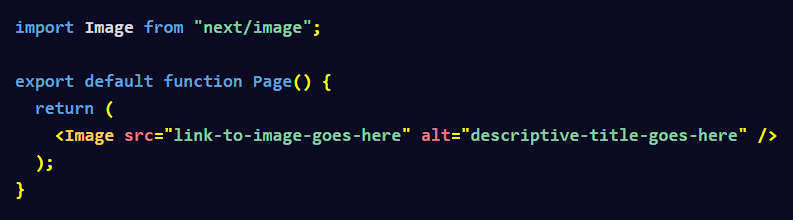 import Image from "next/image";
export default function Page() {
return (
<Image src="link-to-image-goes-here" alt="descriptive-title-goes-here" />
);
}